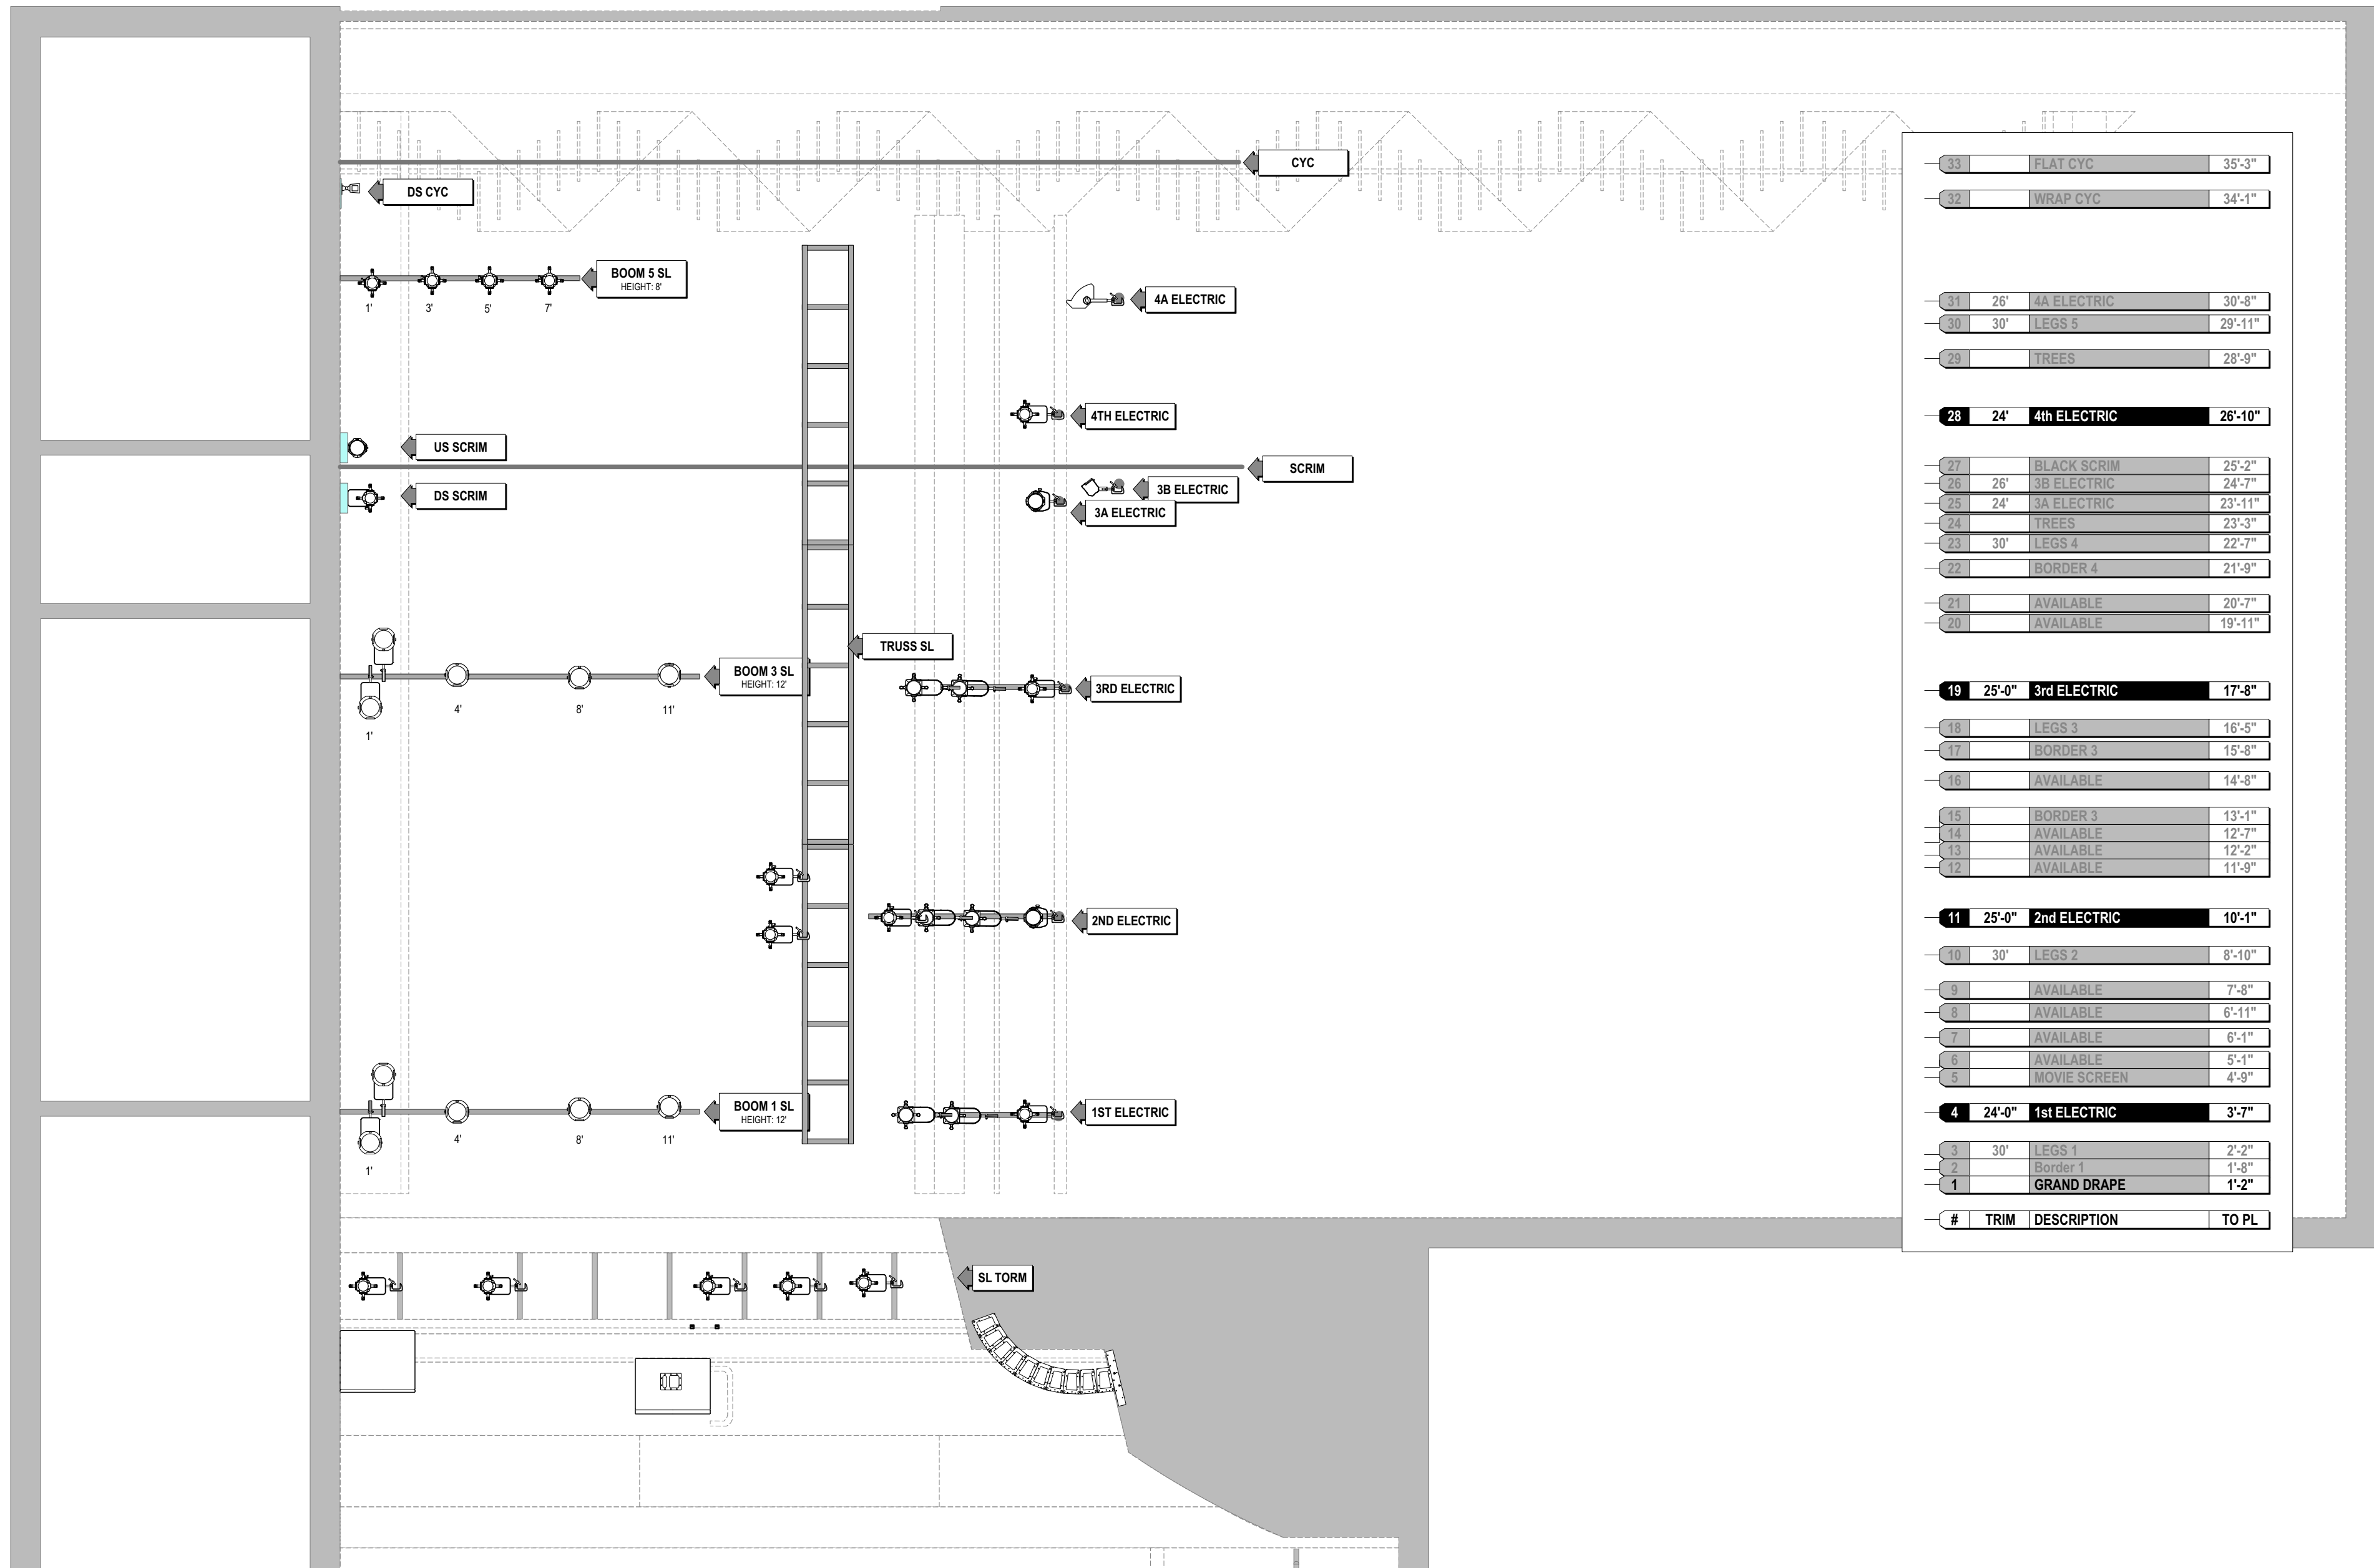 CYC
DS CYC
BOOM 5 SL
HEIGHT: 8'
1' 3' 5' 7'
4A ELECTRIC
4TH ELECTRIC
US SCRIM
SCRIM
DS SCRIM
3B ELECTRIC
3A ELECTRIC
TRUSS SL
BOOM 3 SL
HEIGHT: 12'
3RD ELECTRIC
4' 8' 11'
1'
2ND ELECTRIC
BOOM 1 SL
HEIGHT: 12'
1ST ELECTRIC
4' 8' 11'
1'
SL TORM
33 FLAT CYC 35'-3"
32 WRAP CYC 34'-1"
31 26' 4A ELECTRIC 30'-8"
30 30' LEGS 5 29'-11"
29 TREES 28'-9"
28 24' 4th ELECTRIC 26'-10"
27 BLACK SCRIM 25'-2"
26 26' 3B ELECTRIC 24'-7"
25 24' 3A ELECTRIC 23'-11"
24 TREES 23'-3"
23 30' LEGS 4 22'-7"
22 BORDER 4 21'-9"
21 AVAILABLE 20'-7"
20 AVAILABLE 19'-11"
19 25'-0" 3rd ELECTRIC 17'-8"
18 LEGS 3 16'-5"
17 BORDER 3 15'-8"
16 AVAILABLE 14'-8"
15 BORDER 3 13'-1"
14 AVAILABLE 12'-7"
13 AVAILABLE 12'-2"
12 AVAILABLE 11'-9"
11 25'-0" 2nd ELECTRIC 10'-1"
10 30' LEGS 2 8'-10"
9 AVAILABLE 7'-8"
8 AVAILABLE 6'-11"
7 AVAILABLE 6'-1"
6 AVAILABLE 5'-1"
5 MOVIE SCREEN 4'-9"
4 24'-0" 1st ELECTRIC 3'-7"
3 30' LEGS 1 2'-2"
2 Border 1 1'-8"
1 GRAND DRAPE 1'-2"
# TRIM DESCRIPTION TO PL